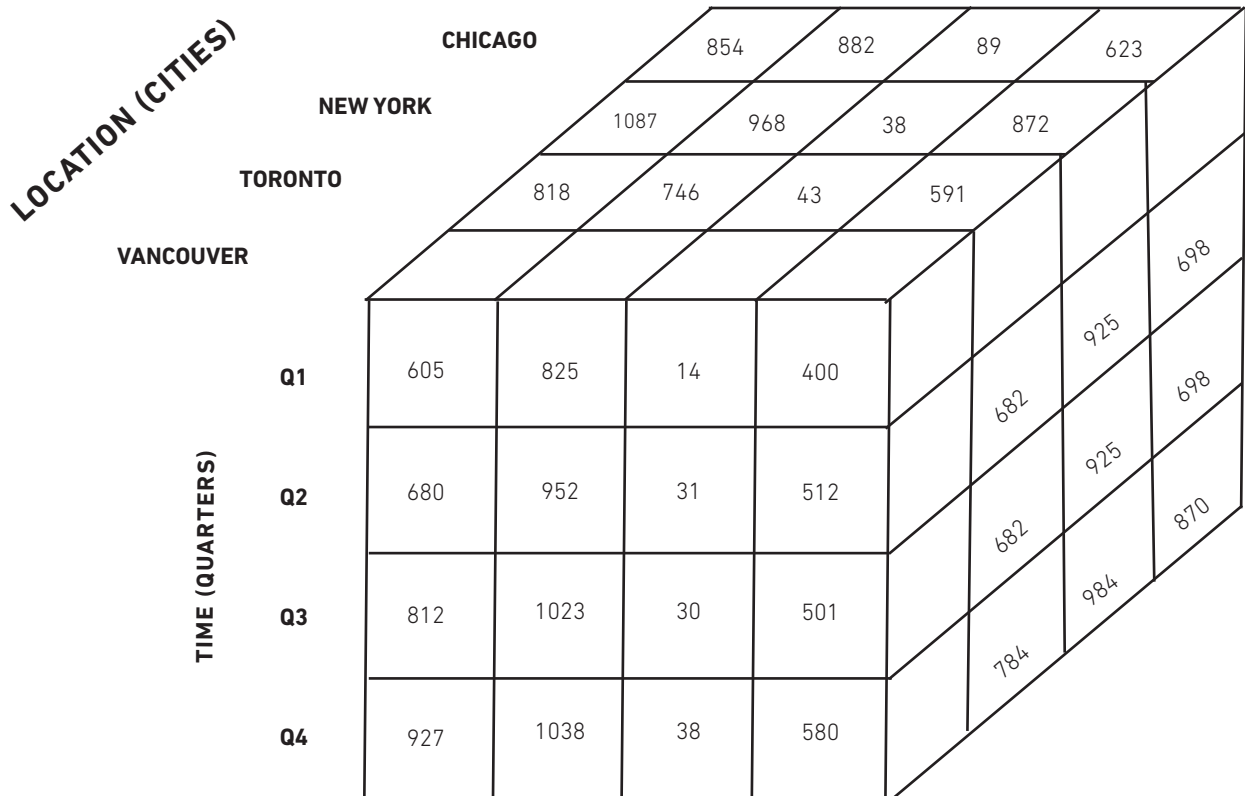 LOCATION (CITIES)
CHICAGO 854 882 89 623
NEW YORK 1087 968 38 872
TORONTO 818 746 43 591
VANCOUVER
TIME (QUARTERS)
Q1 605 825 14 400
Q2 680 952 31 512
Q3 812 1023 30 501
Q4 927 1038 38 580
682 925 698
682 925 698
784 984 870